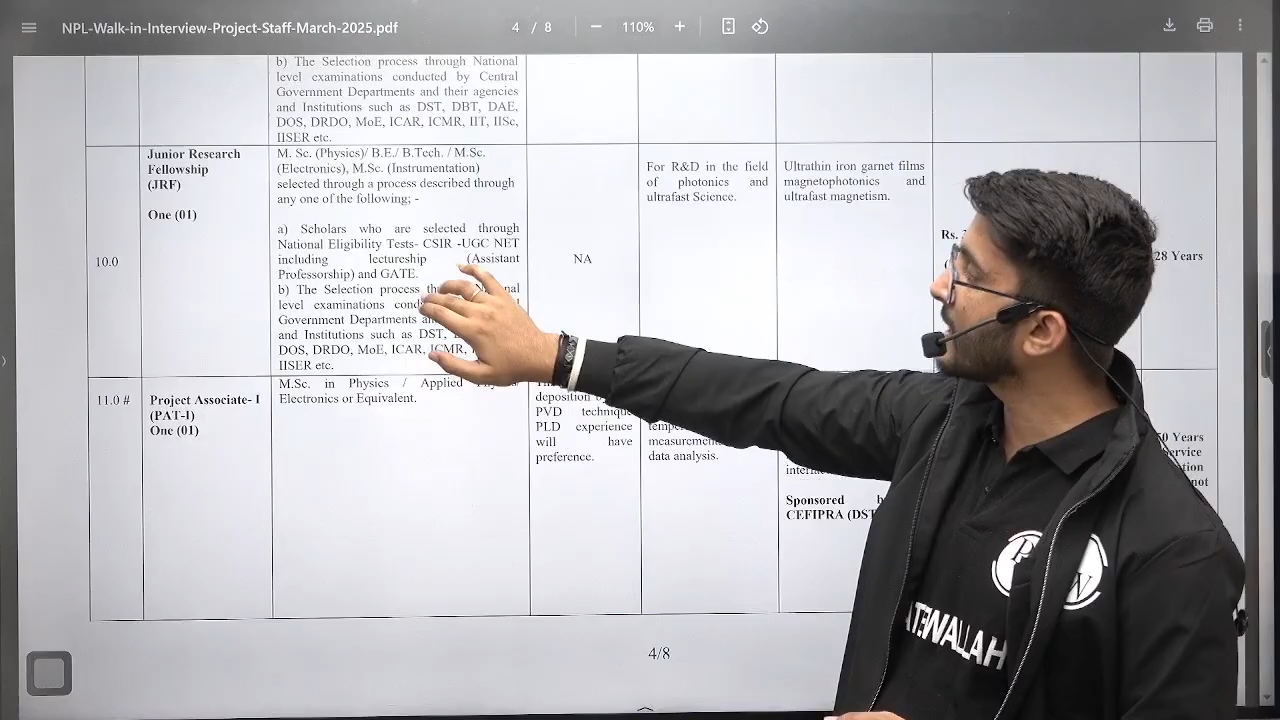 NPL-Walk-in-Interview-Project-Staff-March-2025.pdf
4 / 8
110%
b) The Selection process through National
level examinations conducted by Central
Government Departments and their agencies
and Institutions such as DST, DBT, DAE,
DOS, DRDO, MoE, ICAR, ICMR, IIT, IISc,
IISER etc.
10.0
Junior Research
Fellowship
(JRF)
One (01)
M. Sc. (Physics)/ B.E./ B.Tech. / M.Sc.
(Electronics), M.Sc. (Instrumentation)
selected through a process described through
any one of the following; -
a) Scholars who are selected through
National Eligibility Tests- CSIR -UGC NET
including lectureship (Assistant
Professorship) and GATE.
b) The Selection process
level examinations
Government Departments
and Institutions such as DST,
DOS, DRDO, MoE, ICAR, ICMR,
IISER etc.
NA
For R&D in the field
of photonics and
ultrafast Science.
Ultrathin iron garnet films
magnetophotonics and
ultrafast magnetism.
Rs.
28 Years
11.0 #
Project Associate- I
(PAT-I)
One (01)
M.Sc. in Physics / Applied
Electronics or Equivalent.
deposition
PVD technique
PLD experience
will have
preference.
data analysis.
Sponsored
CEFIPRA (DST
Years
not
4/8
P
W